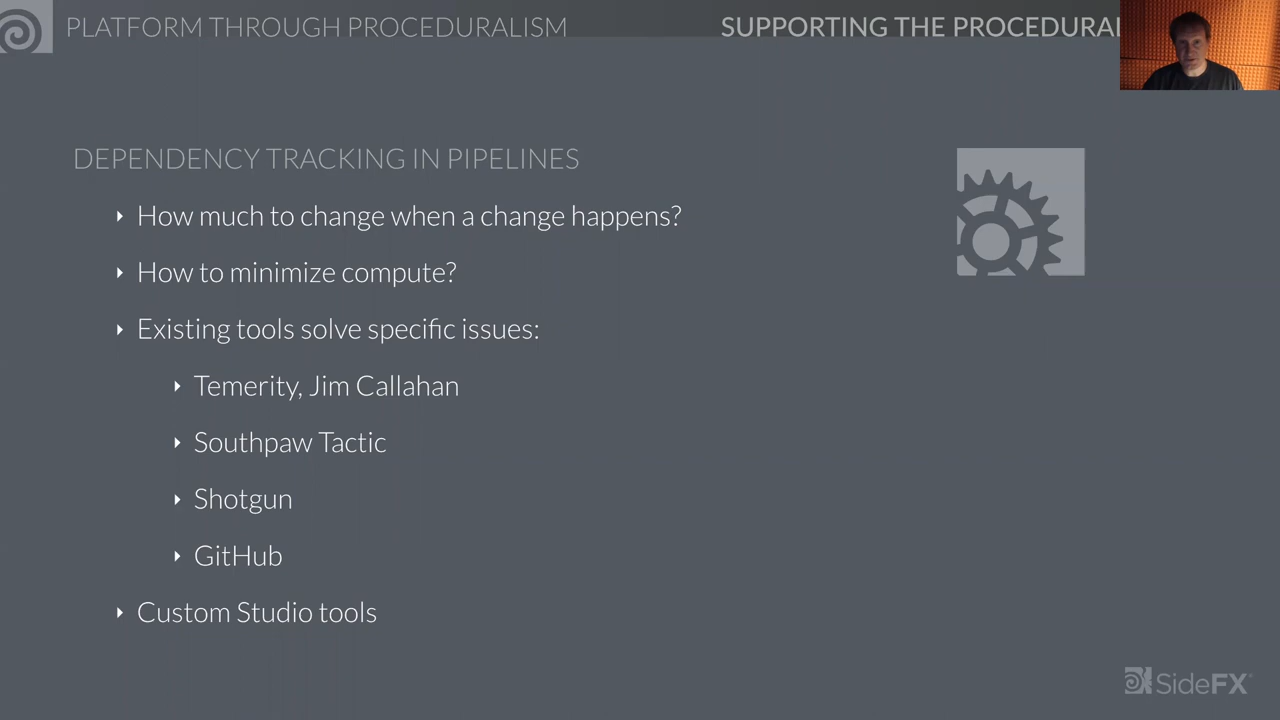 PLATFORM THROUGH PROCEDURALISM
SUPPORTING THE PROCEDURAL
DEPENDENCY TRACKING IN PIPELINES
How much to change when a change happens?
How to minimize compute?
Existing tools solve specific issues:
Temerity, Jim Callahan
Southpaw Tactic
Shotgun
GitHub
Custom Studio tools
SideFX